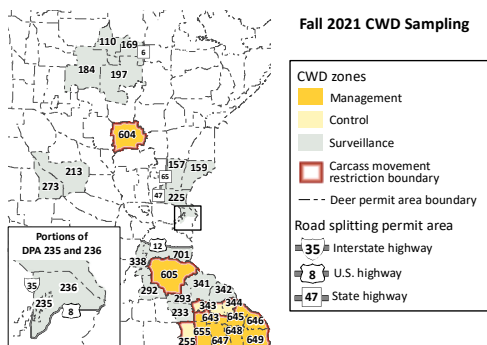 Fall 2021 CWD Sampling
110
169
6
184
197
604
157
159
65
213
273
47
225
12
701
338
605
341
292
342
293
344
343
233
643
645
646
655
648
255
647
649
Portions of
DPA 235 and 236
35
236
235
8
CWD zones
Management
Control
Surveillance
Carcass movement
restriction boundary
Deer permit area boundary
Road splitting permit area
35 Interstate highway
8 U.S. highway
47 State highway